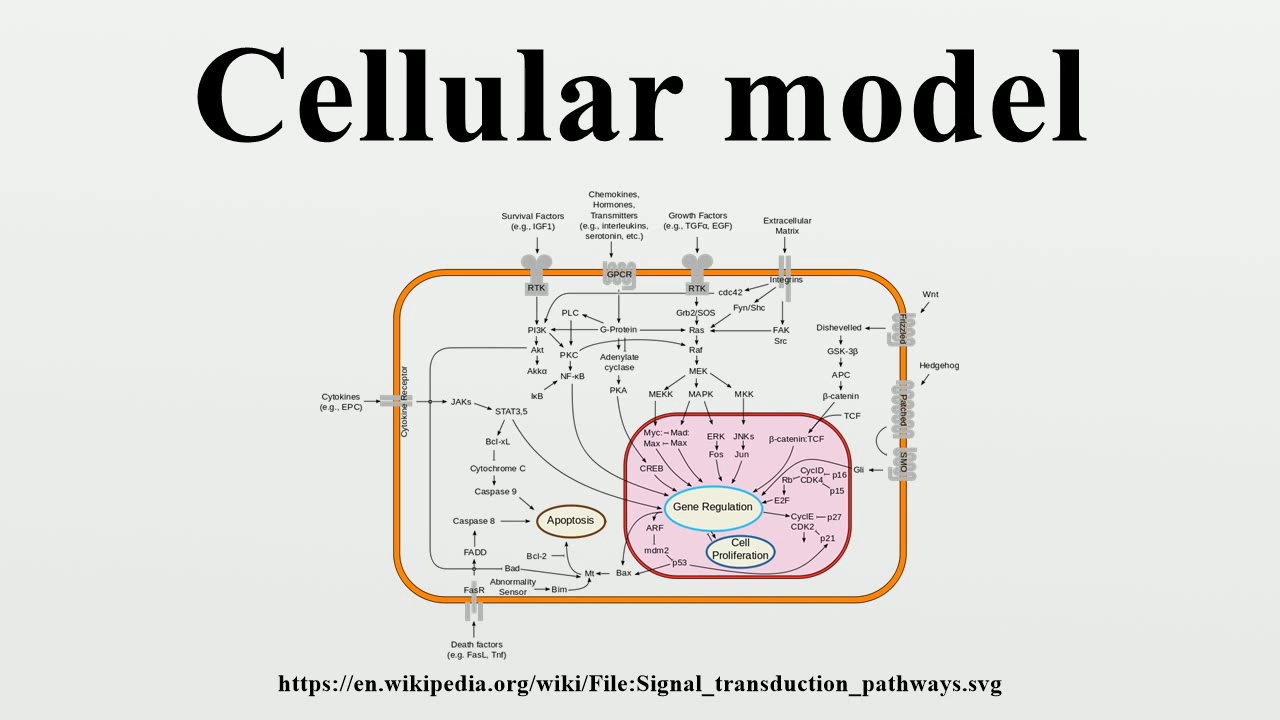 Cellular model
Chemokines,
Hormones,
Transmitters
(e.g., interleukins,
serotonin, etc.)
Survival Factors
(e.g., IGF1)
Growth Factors
(e.g., TGFα, EGF)
Extracellular
Matrix
RTK
GPCR
RTK
Integrins
cdc42
Wnt
PLC
Grb2/SOS
Fyn/Shc
Frizzled
PI3K
G-Protein
Ras
FAK
Src
Dishevelled
Akt
PKC
Adenylate
cyclase
Raf
GSK-3β
Hedgehog
Akkα
NF-κB
MEK
APC
IκB
PKA
MEKK
MAPK
MKK
β-catenin
Patched
Cytokines
(e.g., EPC)
Cytokine Receptor
JAKs
STAT3,5
TCF
Myc:
Max
Mad:
Max
ERK
JNKs
β-catenin:TCF
Bcl-xL
Fos
Jun
SMO
Cytochrome C
CREB
CycID
CDK4
p16
Gli
Rb
Caspase 9
p15
E2F
Gene Regulation
Caspase 8
Apoptosis
CyclE
CDK2
p27
ARF
p21
FADD
Bcl-2
mdm2
Cell
Proliferation
p53
Bad
Mt
Bax
Abnormality
Sensor
Bim
FasR
Death factors
(e.g. FasL, Tnf)
https://en.wikipedia.org/wiki/File:Signal_transduction_pathways.svg